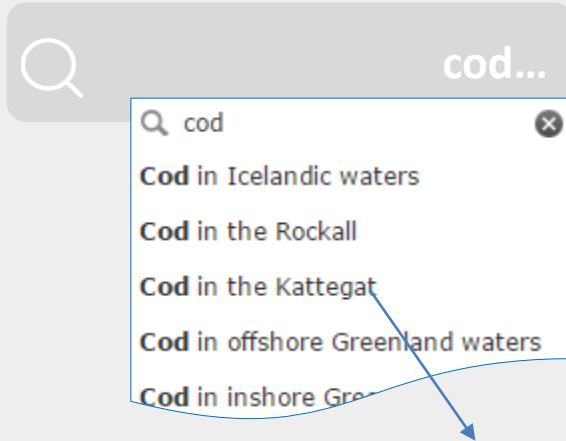 cod...
cod
Cod in Icelandic waters
Cod in the Rockall
Cod in the Kattegat
Cod in offshore Greenland waters
Cod in inshore